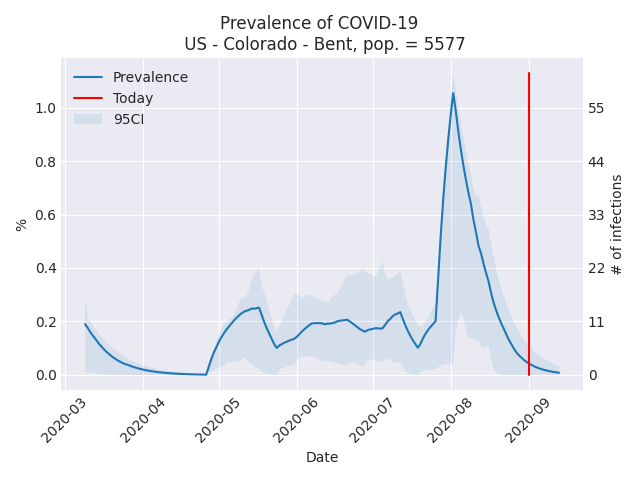 Prevalence of COVID-19
US - Colorado - Bent, pop. = 5577
Prevalence
Today
95CI
1.0
0.8
0.6
0.4
0.2
0.0
%
55
44
33
22
11
0
# of infections
2020-03
2020-04
2020-05
2020-06
2020-07
2020-08
2020-09
Date